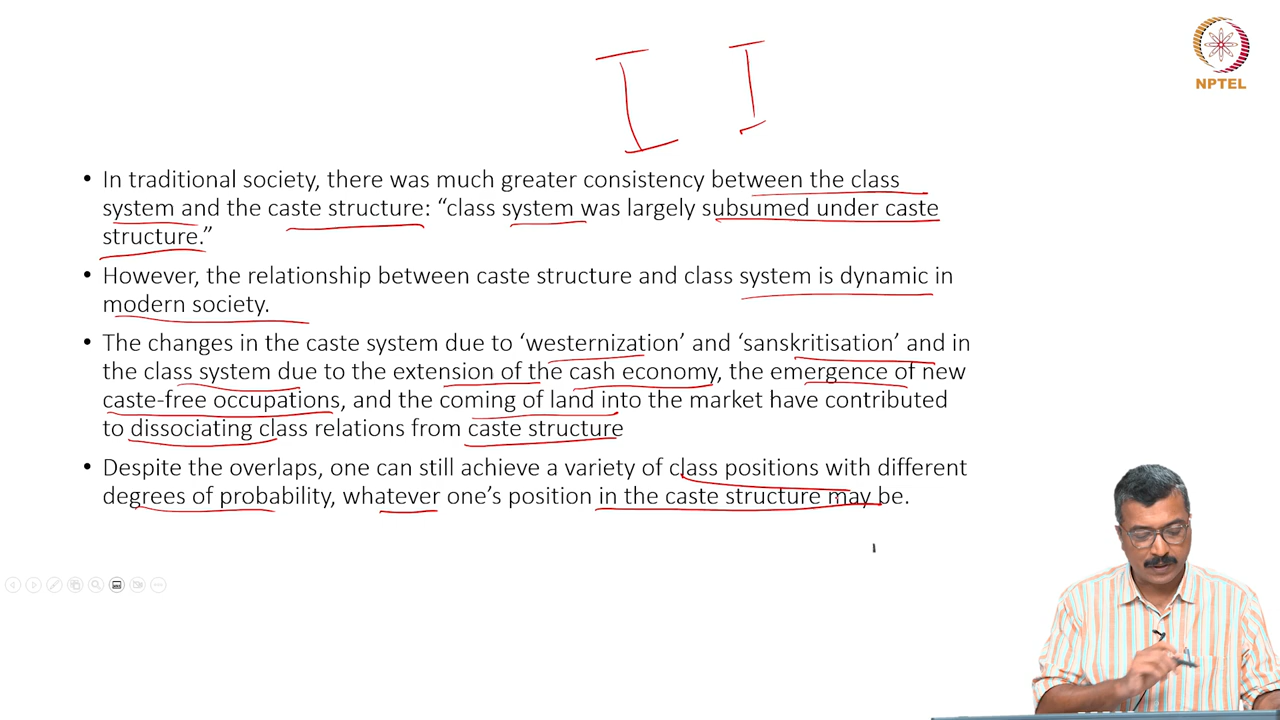 NPTEL
• In traditional society, there was much greater consistency between the class
system and the caste structure: “class system was largely subsumed under caste
structure.”
• However, the relationship between caste structure and class system is dynamic in
modern society.
• The changes in the caste system due to ‘westernization’ and ‘sanskritisation’ and in
the class system due to the extension of the cash economy, the emergence of new
caste-free occupations, and the coming of land into the market have contributed
to dissociating class relations from caste structure
• Despite the overlaps, one can still achieve a variety of class positions with different
degrees of probability, whatever one’s position in the caste structure may be.